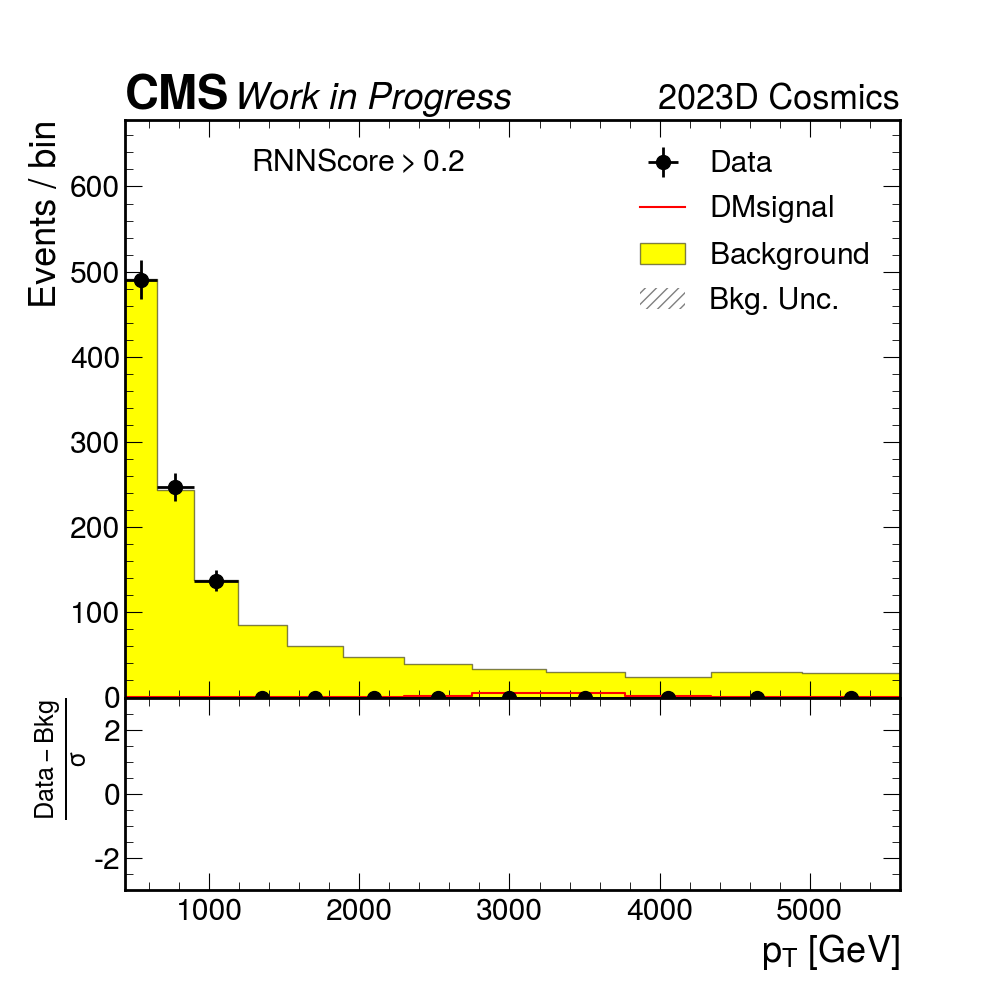 CMS Work in Progress 2023D Cosmics
Events / bin
RNNScore > 0.2
Data
DMsignal
Background
Bkg. Unc.
600
500
400
300
200
100
0
Data – Bkg
σ
2
0
-2
1000 2000 3000 4000 5000
pT [GeV]